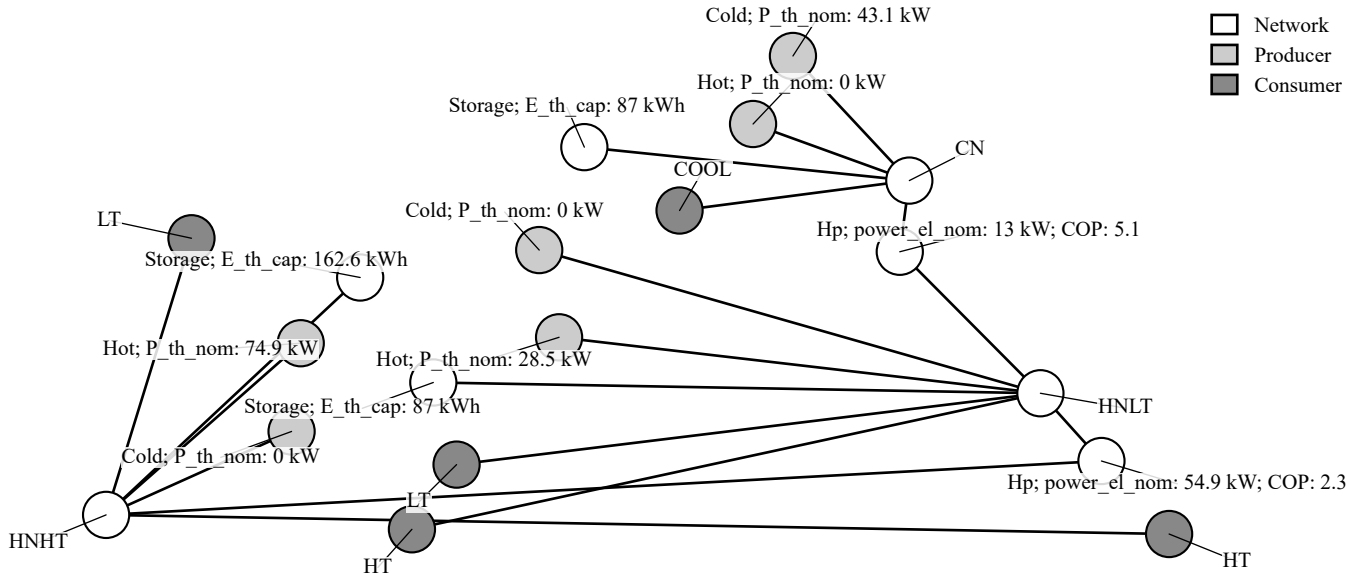 Cold; P_th_nom: 43.1 kW
Network
Producer
Consumer
Hot; P_th_nom: 0 kW
Storage; E_th_cap: 87 kWh
CN
COOL
Cold; P_th_nom: 0 kW
LT
Hp; power_el_nom: 13 kW; COP: 5.1
Storage; E_th_cap: 162.6 kWh
Hot; P_th_nom: 74.9 kW
Hot; P_th_nom: 28.5 kW
Storage; E_th_cap: 87 kWh
HNLT
Cold; P_th_nom: 0 kW
Hp; power_el_nom: 54.9 kW; COP: 2.3
LT
HNHT
HT
HT